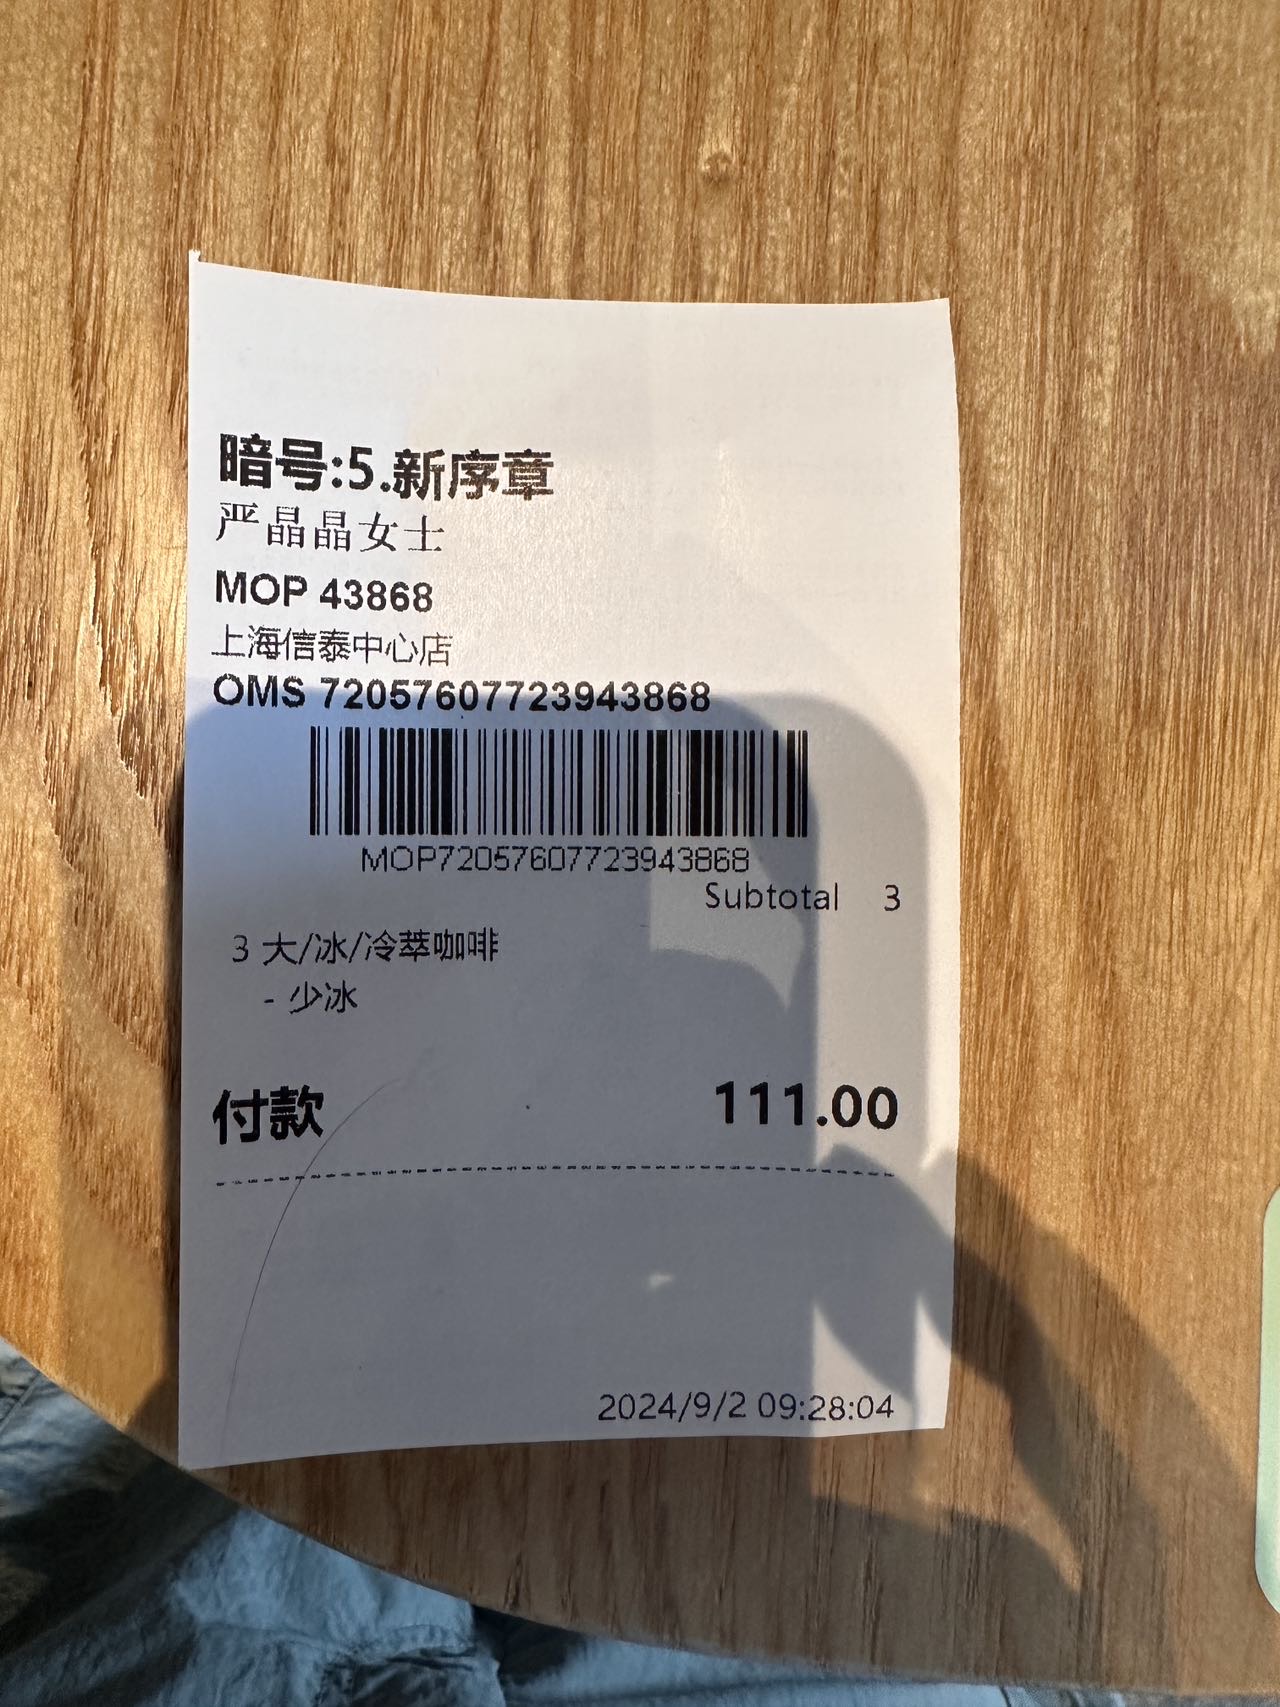 暗号:5.新序章
严晶晶女士
MOP 43868
上海信泰中心店
OMS 72057607723943868
MOP72057607723943868
Subtotal 3
3 大/冰/冷萃咖啡
- 少冰
付款 111.00
2024/9/2 09:28:04